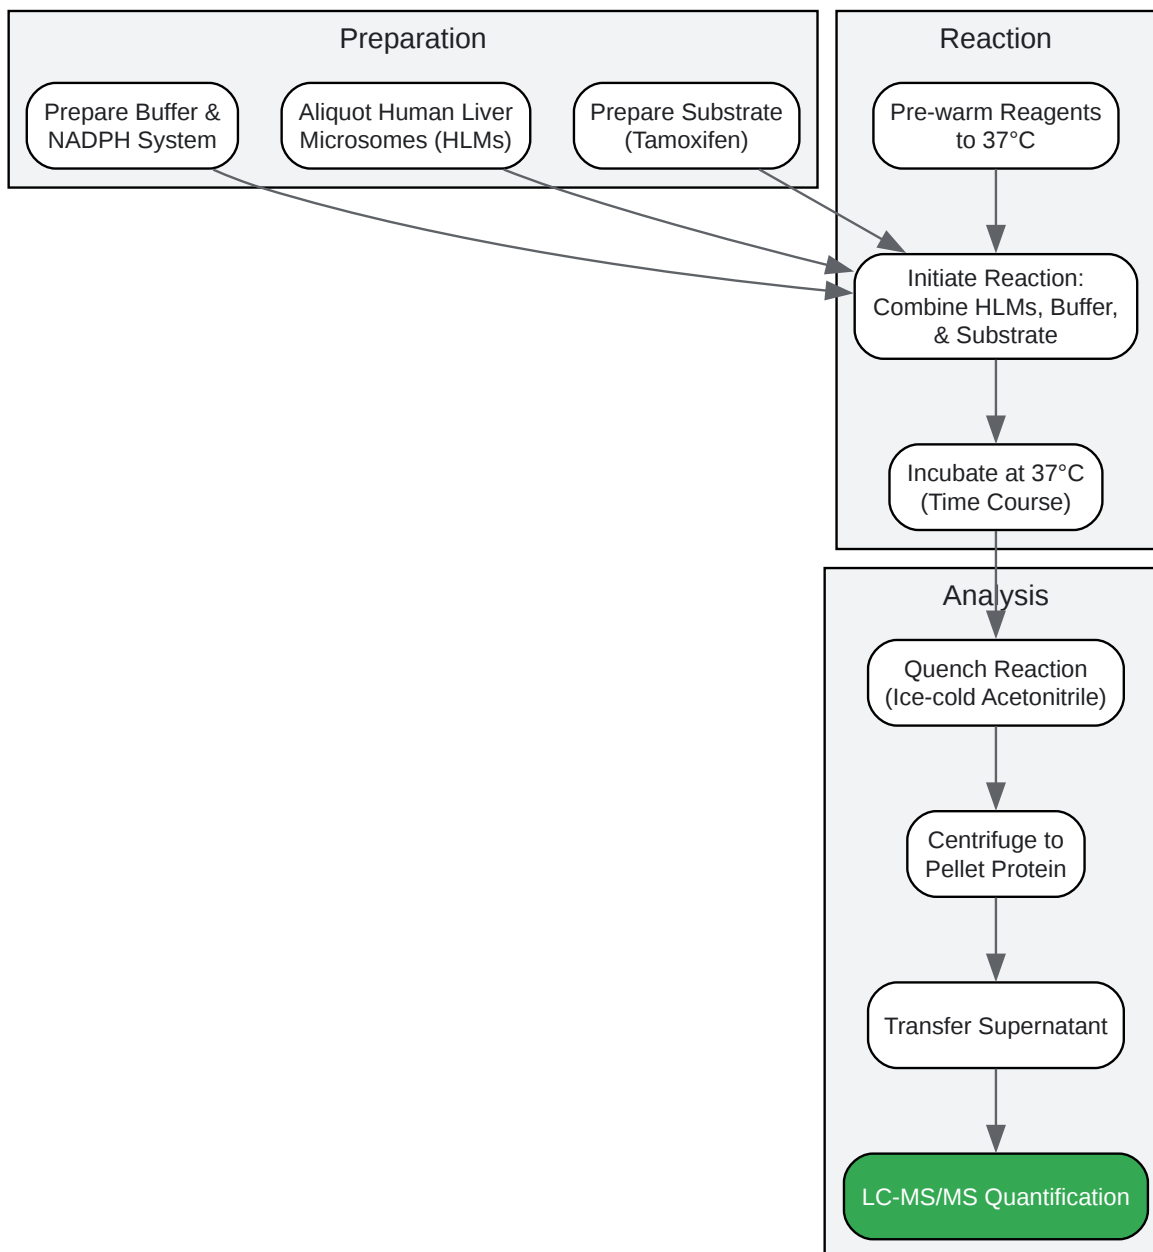 Preparation
Prepare Buffer &
NADPH System
Aliquot Human Liver
Microsomes (HLMs)
Prepare Substrate
(Tamoxifen)
Reaction
Pre-warm Reagents
to 37°C
Initiate Reaction:
Combine HLMs, Buffer,
& Substrate
Incubate at 37°C
(Time Course)
Analysis
Quench Reaction
(Ice-cold Acetonitrile)
Centrifuge to
Pellet Protein
Transfer Supernatant
LC-MS/MS Quantification